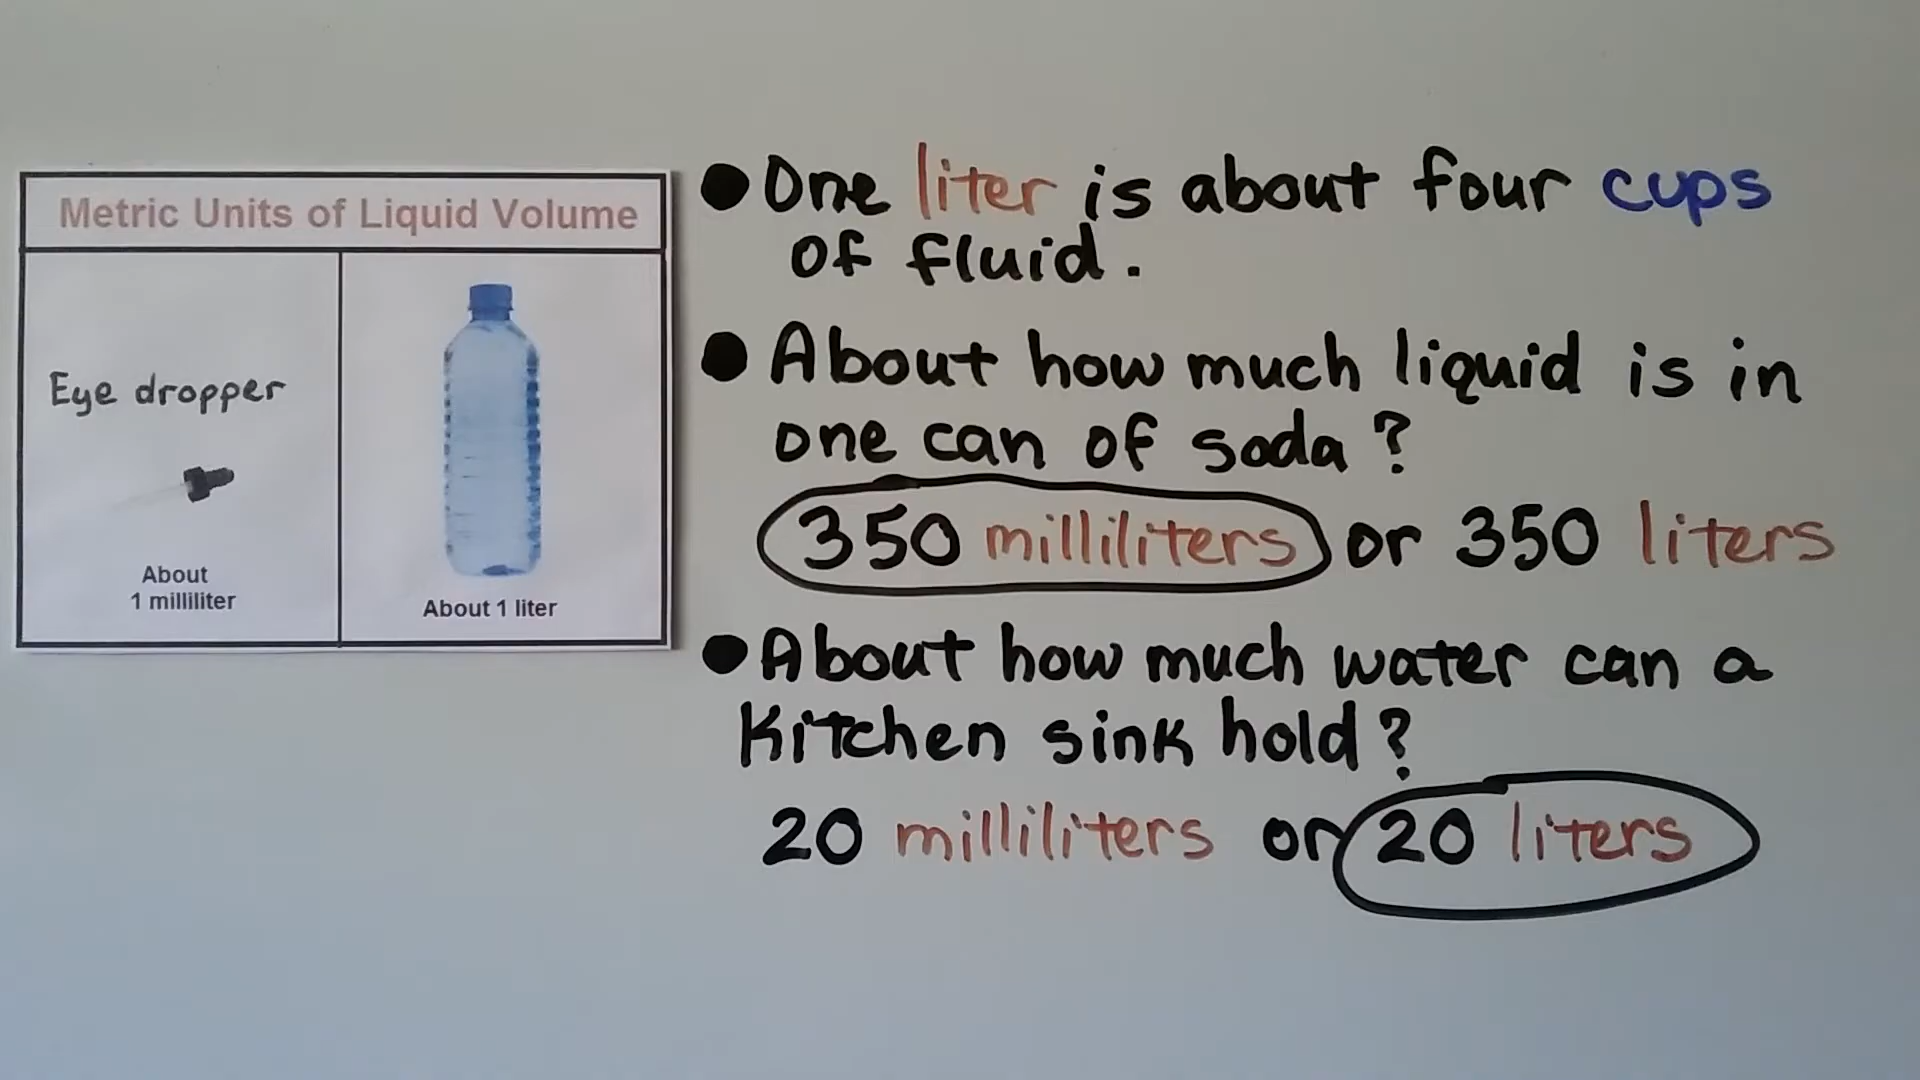 Metric Units of Liquid Volume
Eye dropper
About
1 milliliter
About 1 liter
One liter is about four cups
of fluid.
About how much liquid is in
one can of soda?
350 milliliters or 350 liters
About how much water can a
Kitchen sink hold?
20 milliliters or 20 liters